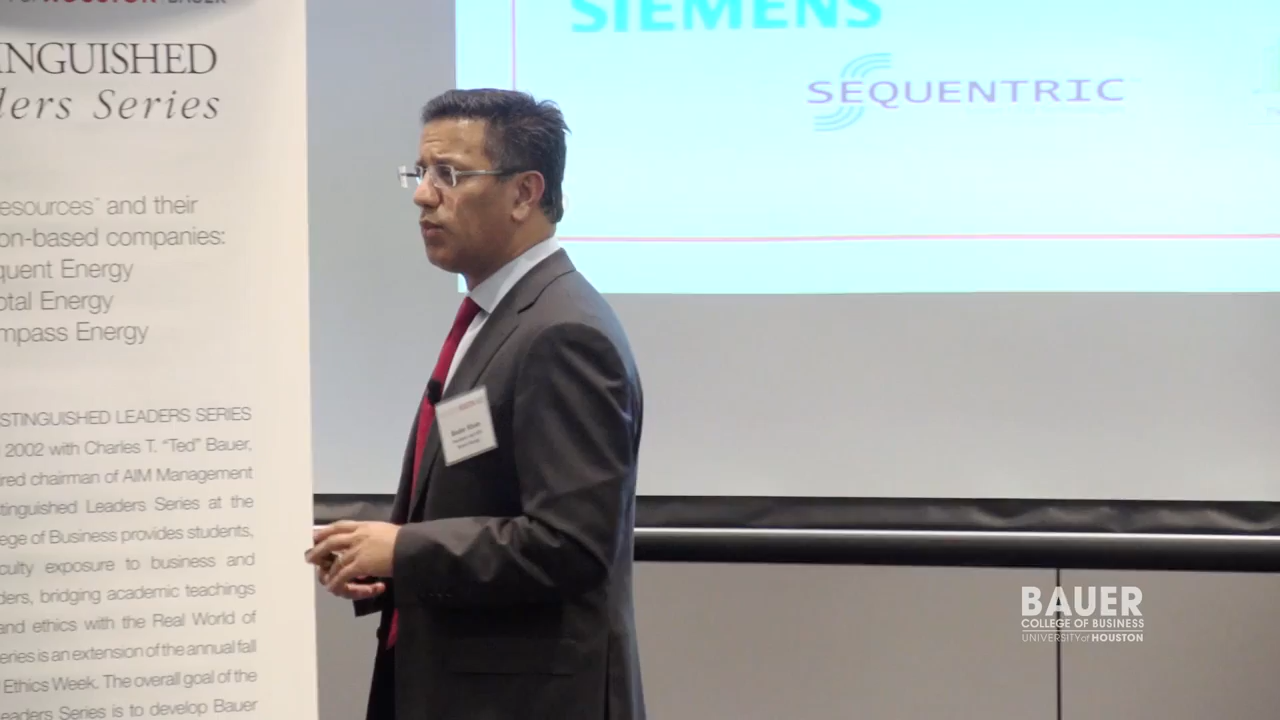 HOUSTON BAUER
INGUISHED
ders Series
esources™ and their
on-based companies:
quent Energy
otal Energy
mpass Energy
STINGUISHED LEADERS SERIES
2002 with Charles T. “Ted” Bauer,
ired chairman of AIM Management
tinguished Leaders Series at the
ege of Business provides students,
culty exposure to business and
ders, bridging academic teachings
and ethics with the Real World of
eries is an extension of the annual fall
Ethics Week. The overall goal of the
eaders Series is to develop Bauer
SIEMENS
SEQUENTRIC
BAUER
COLLEGE OF BUSINESS
UNIVERSITY of HOUSTON